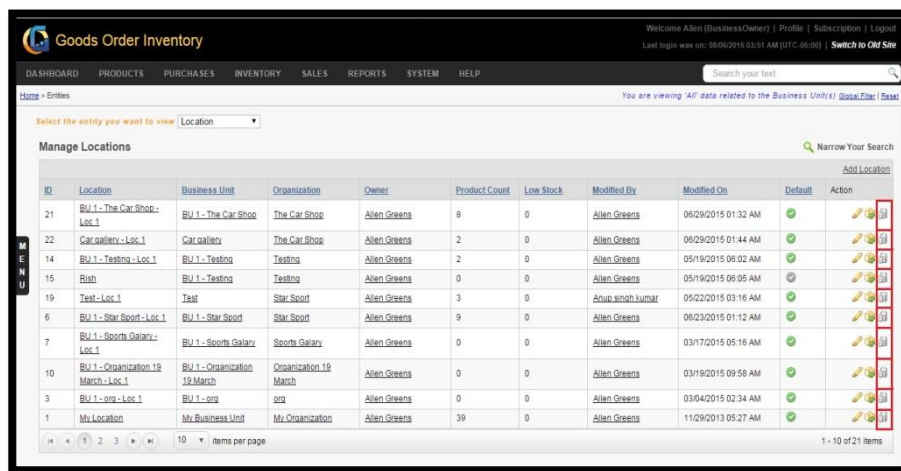 Goods Order Inventory
Welcome Allen (BusinessOwner) | Profile | Subscription | Logout
Last login was on: 08/06/2015 03:51 AM (UTC-05:00) | Switch to Old Site
DASHBOARD PRODUCTS PURCHASES INVENTORY SALES REPORTS SYSTEM HELP Search your text
Home > Entities You are viewing 'All' data related to the Business Unit(s) Global Filter | Reset
Select the entity you want to view Location
Manage Locations Narrow Your Search
Add Location
ID Location Business Unit Organization Owner Product Count Low Stock Modified By Modified On Default Action
21 BU 1 - The Car Shop - Loc 1 BU 1 - The Car Shop The Car Shop Allen Greens 8 0 Allen Greens 06/29/2015 01:32 AM
22 Car gallery - Loc 1 Car gallery The Car Shop Allen Greens 2 0 Allen Greens 06/29/2015 01:44 AM
14 BU 1 - Testing - Loc 1 BU 1 - Testing Testing Allen Greens 2 0 Allen Greens 05/19/2015 06:02 AM
15 Rish BU 1 - Testing Testing Allen Greens 0 0 Allen Greens 05/19/2015 06:05 AM
19 Test - Loc 1 Test Star Sport Allen Greens 3 0 Anup singh kumar 05/22/2015 03:16 AM
6 BU 1 - Star Sport - Loc 1 BU 1 - Star Sport Star Sport Allen Greens 9 0 Allen Greens 06/23/2015 01:12 AM
7 BU 1 - Sports Galary - Loc 1 BU 1 - Sports Galary Sports Galary Allen Greens 0 0 Allen Greens 03/17/2015 05:16 AM
10 BU 1 - Organization 19 March - Loc 1 BU 1 - Organization 19 March Organization 19 March Allen Greens 0 0 Allen Greens 03/19/2015 09:58 AM
3 BU 1 - org - Loc 1 BU 1 - org org Allen Greens 0 0 Allen Greens 03/04/2015 02:34 AM
1 My Location My Business Unit My Organization Allen Greens 39 0 Allen Greens 11/29/2013 05:27 AM
1 2 3 10 items per page 1 - 10 of 21 items
MENU